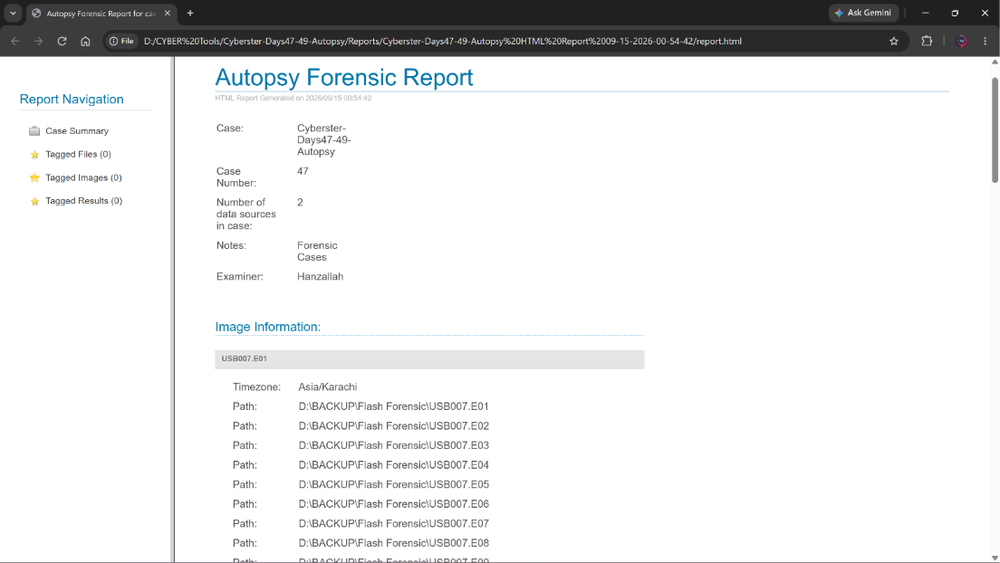 Autopsy Forensic Report for cas
Ask Gemini
File
D:/CYBER%20Tools/Cyberster-Days47-49-Autopsy/Reports/Cyberster-Days47-49-Autopsy%20HTML%20Report%2009-15-2026-00-54-42/report.html
Report Navigation
Case Summary
Tagged Files (0)
Tagged Images (0)
Tagged Results (0)
Autopsy Forensic Report
HTML Report Generated on 2026/09/15 00:54:42
Case: Cyberster-
Days47-49-
Autopsy
Case 47
Number:
Number of 2
data sources
in case:
Notes: Forensic
Cases
Examiner: Hanzallah
Image Information:
USB007.E01
Timezone: Asia/Karachi
Path: D:\BACKUP\Flash Forensic\USB007.E01
Path: D:\BACKUP\Flash Forensic\USB007.E02
Path: D:\BACKUP\Flash Forensic\USB007.E03
Path: D:\BACKUP\Flash Forensic\USB007.E04
Path: D:\BACKUP\Flash Forensic\USB007.E05
Path: D:\BACKUP\Flash Forensic\USB007.E06
Path: D:\BACKUP\Flash Forensic\USB007.E07
Path: D:\BACKUP\Flash Forensic\USB007.E08
Path: D:\BACKUP\Flash Forensic\USB007.E09